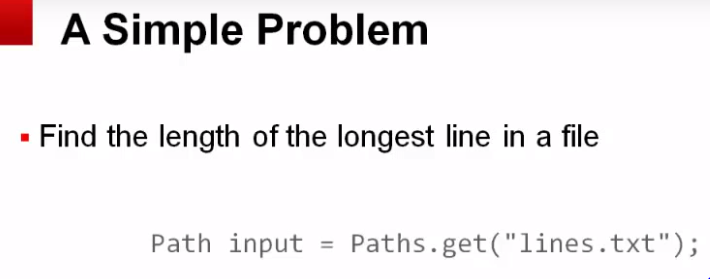 A Simple Problem
Find the length of the longest line in a file
Path input = Paths.get("lines.txt");